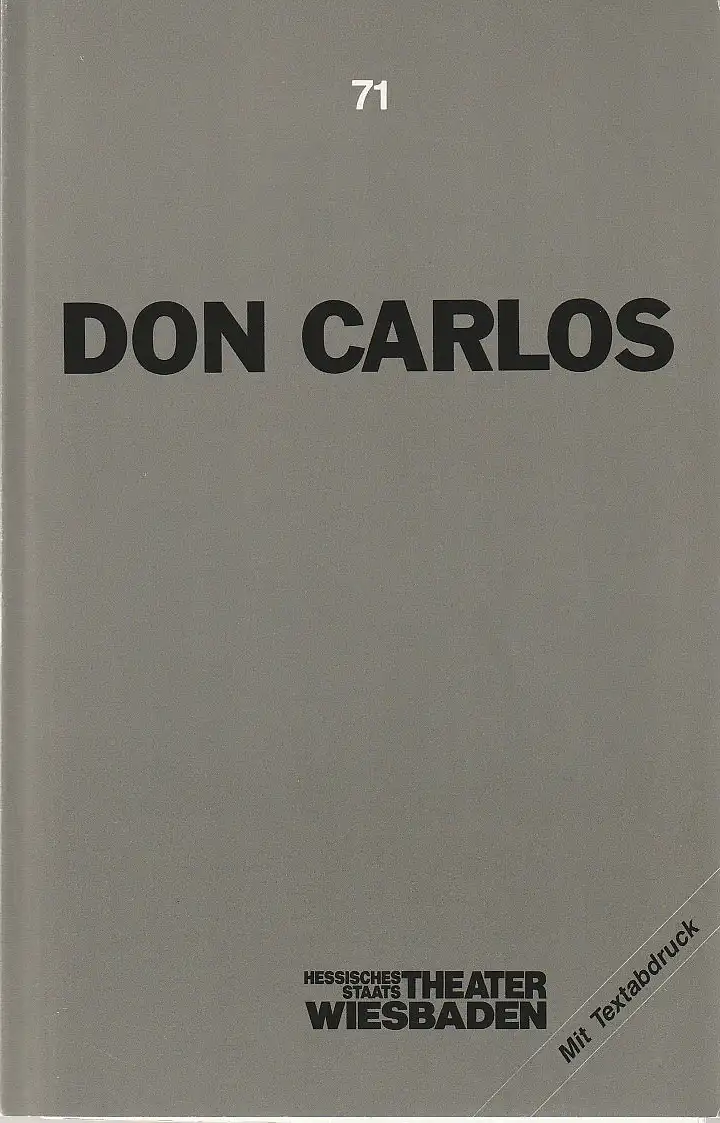 71
DON CARLOS
HESSISCHES
STAATS THEATER
WIESBADEN
Mit Textabdruck